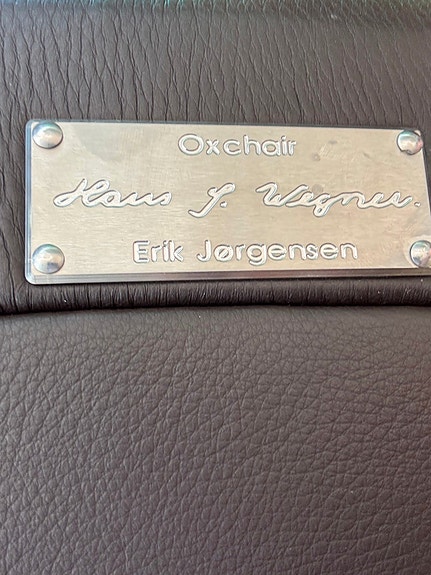 Oxchair
Hans J. Wegner.
Erik Jørgensen